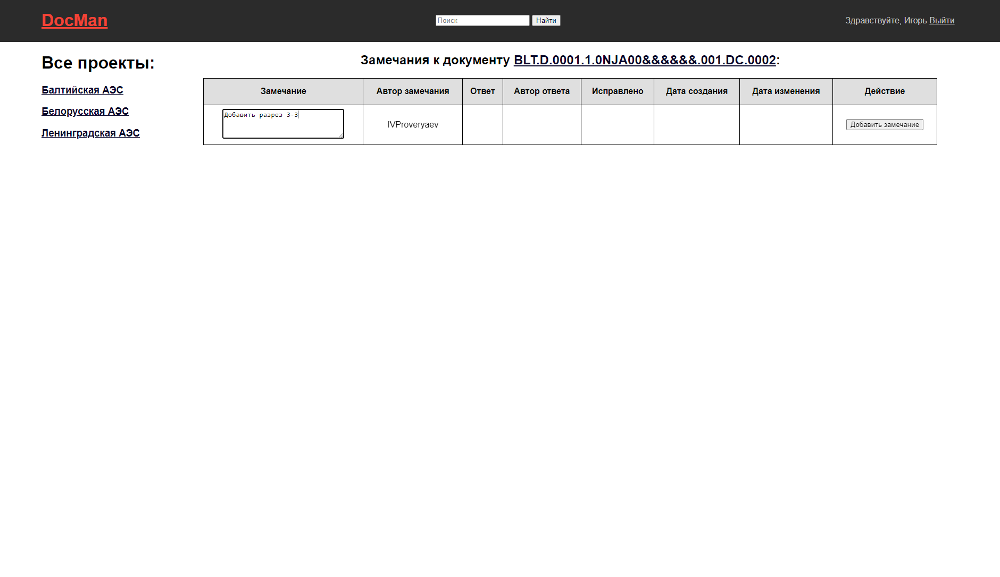 DocMan
Поиск
Найти
Здравствуйте, Игорь Выйти
Все проекты:
Балтийская АЭС
Белорусская АЭС
Ленинградская АЭС
Замечания к документу BLT.D.0001.1.0NJA00&&&&&&.001.DC.0002:
Замечание Автор замечания Ответ Автор ответа Исправлено Дата создания Дата изменения Действие
Добавить разрез 3-3 IVProveryaev Добавить замечание